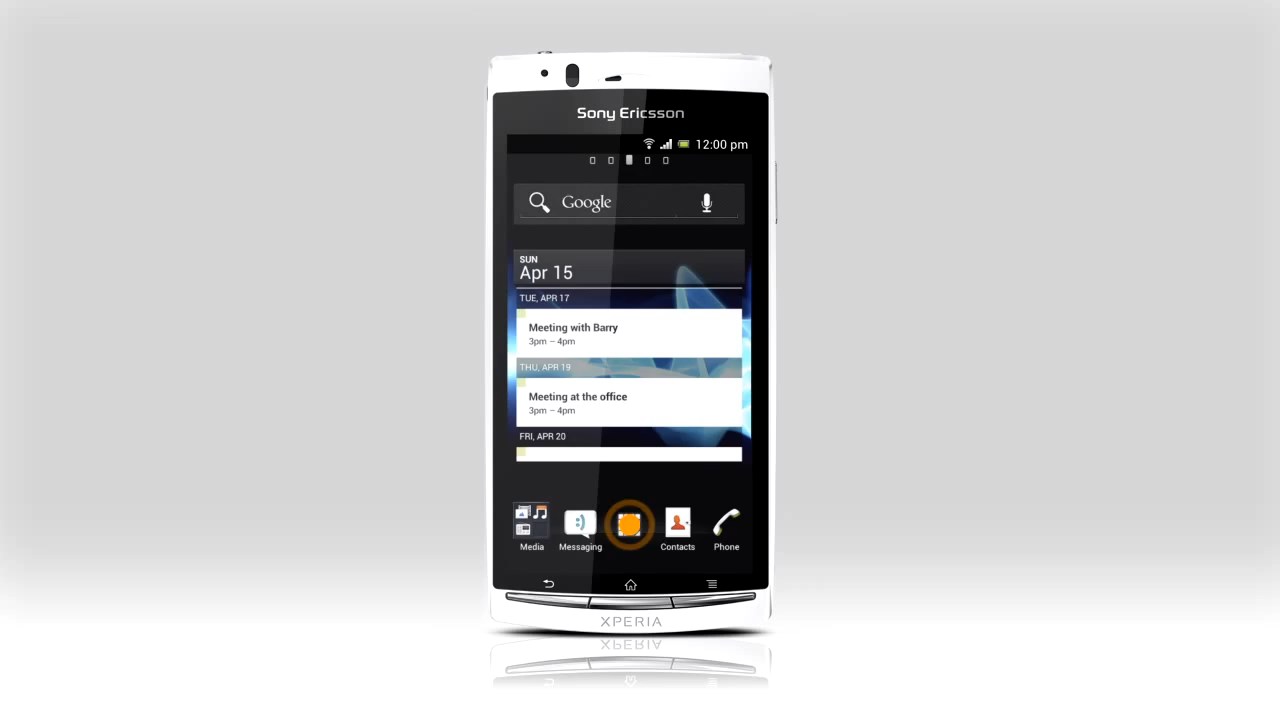 Sony Ericsson
12:00 pm
Google
SUN
Apr 15
TUE, APR 17
Meeting with Barry
3pm – 4pm
THU, APR 19
Meeting at the office
3pm – 4pm
FRI, APR 20
Media
Messaging
Contacts
Phone
XPERIA